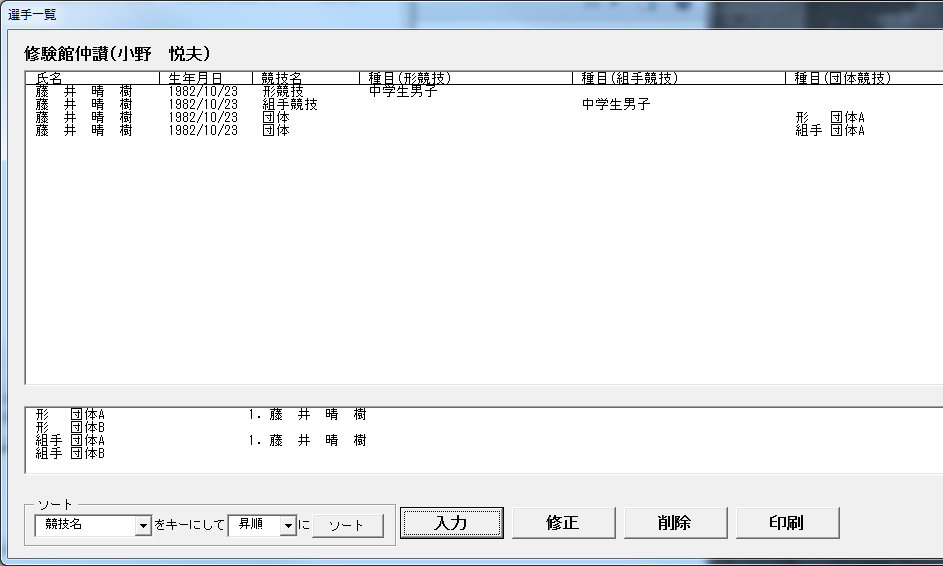 選手一覧
修験館仲讃(小野　悦夫)
氏名 生年月日 競技名 種目(形競技) 種目(組手競技) 種目(団体競技)
藤　井　晴　樹 1982/10/23 形競技 中学生男子
藤　井　晴　樹 1982/10/23 組手競技 中学生男子
藤　井　晴　樹 1982/10/23 団体 形　団体A
藤　井　晴　樹 1982/10/23 団体 組手 団体A
形　団体A 1. 藤　井　晴　樹
形　団体B
組手 団体A 1. 藤　井　晴　樹
組手 団体B
ソート
競技名 をキーにして 昇順 に ソート 入力 修正 削除 印刷